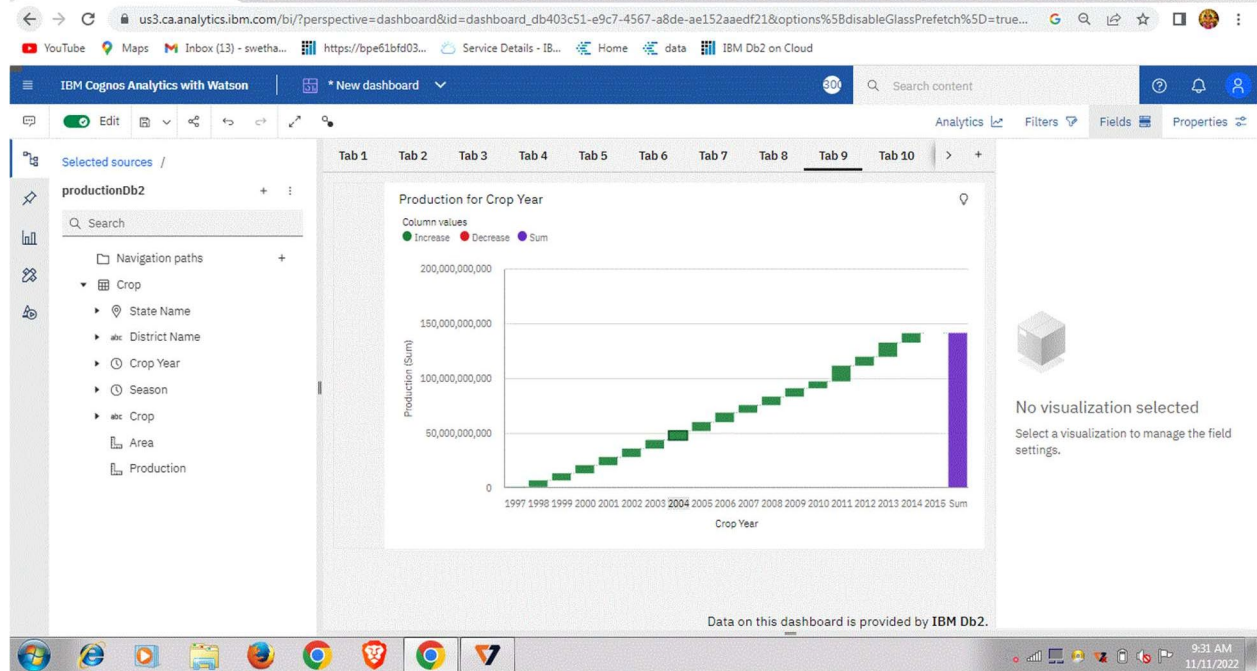 us3.ca.analytics.ibm.com/bi/?perspective=dashboard&id=dashboard_db403c51-e9c7-4567-a8de-ae152aaedf21&options%5BdisableGlassPrefetch%5D=true...
YouTube Maps Inbox (13) - swetha... https://bpe61bfd03... Service Details - IB... Home data IBM Db2 on Cloud
IBM Cognos Analytics with Watson * New dashboard Search content
Edit Analytics Filters Fields Properties
Selected sources /
productionDb2
Search
Navigation paths
Crop
State Name
District Name
Crop Year
Season
Crop
Area
Production
Tab 1 Tab 2 Tab 3 Tab 4 Tab 5 Tab 6 Tab 7 Tab 8 Tab 9 Tab 10
Production for Crop Year
Column values
Increase Decrease Sum
Production (Sum)
200,000,000,000
150,000,000,000
100,000,000,000
50,000,000,000
0
1997 1998 1999 2000 2001 2002 2003 2004 2005 2006 2007 2008 2009 2010 2011 2012 2013 2014 2015 Sum
Crop Year
Data on this dashboard is provided by IBM Db2.
No visualization selected
Select a visualization to manage the field
settings.
9:31 AM
11/11/2022